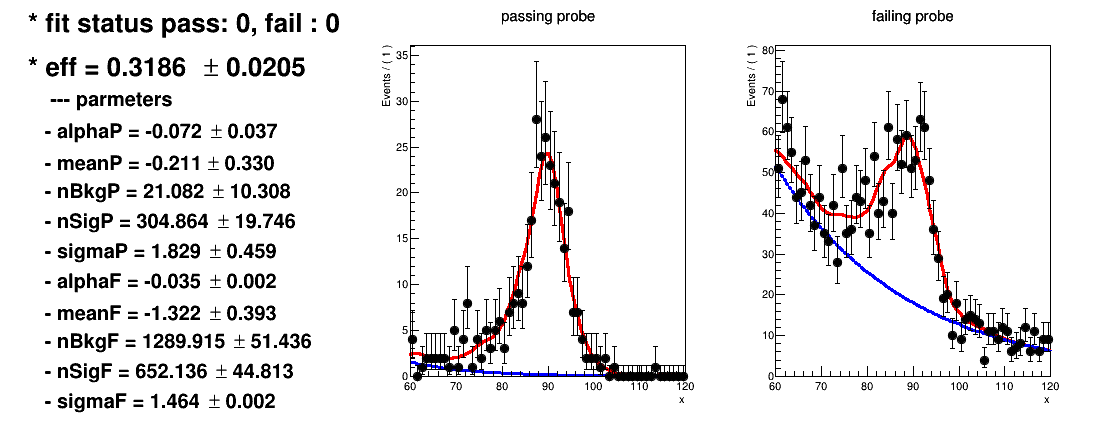 * fit status pass: 0, fail : 0
* eff = 0.3186 ± 0.0205
--- parmeters
- alphaP = -0.072 ± 0.037
- meanP = -0.211 ± 0.330
- nBkgP = 21.082 ± 10.308
- nSigP = 304.864 ± 19.746
- sigmaP = 1.829 ± 0.459
- alphaF = -0.035 ± 0.002
- meanF = -1.322 ± 0.393
- nBkgF = 1289.915 ± 51.436
- nSigF = 652.136 ± 44.813
- sigmaF = 1.464 ± 0.002
passing probe
Events / ( 1 )
35
30
25
20
15
10
5
0
60 70 80 90 100 110 120
x
failing probe
Events / ( 1 )
80
70
60
50
40
30
20
10
0
60 70 80 90 100 110 120
x